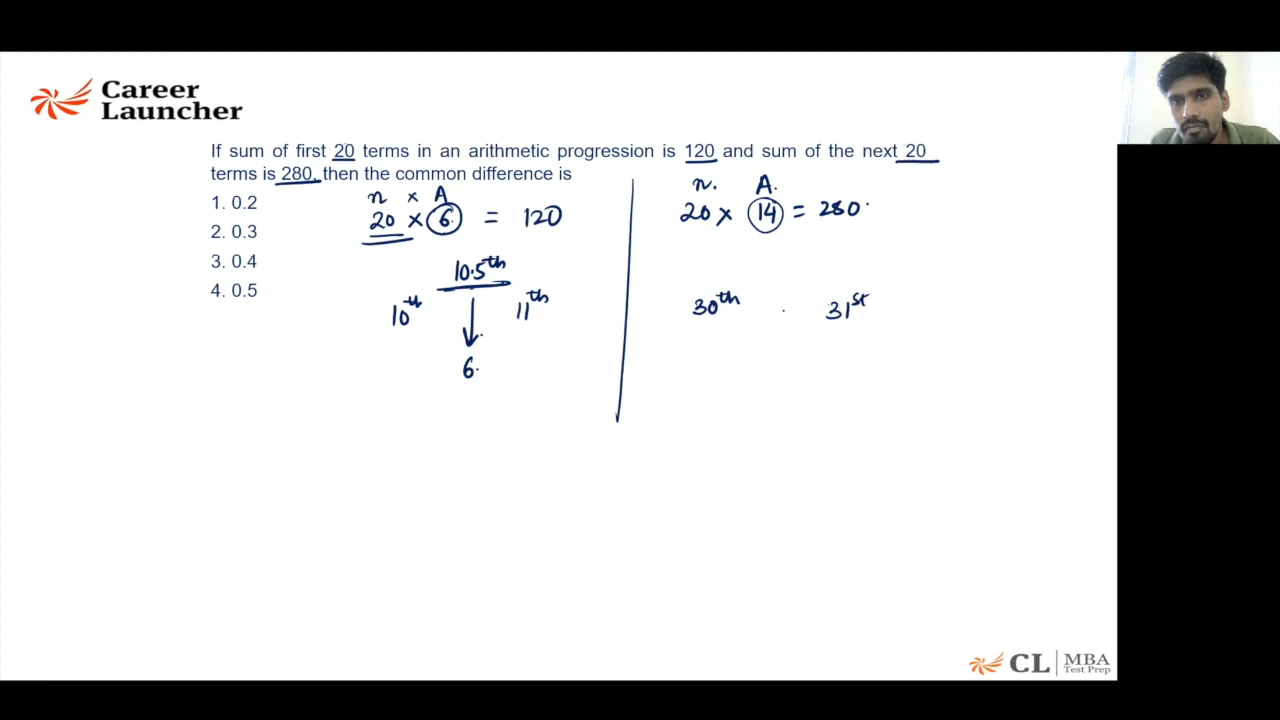 Career
Launcher
If sum of first 20 terms in an arithmetic progression is 120 and sum of the next 20
terms is 280, then the common difference is
1. 0.2
2. 0.3
3. 0.4
4. 0.5
n × A
20 × 6 = 120
10.5th
10th 11th
6.
n. A.
20 × 14 = 280.
30th . 31st
CL MBA
Test Prep